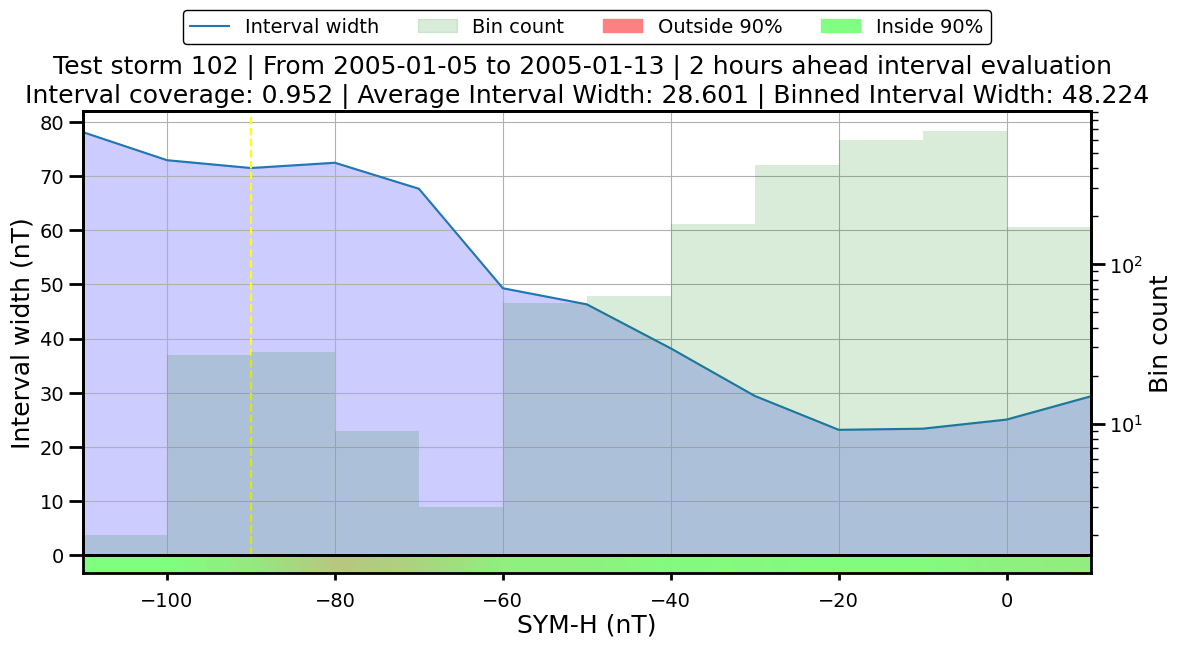 Interval width Bin count Outside 90% Inside 90%
Test storm 102 | From 2005-01-05 to 2005-01-13 | 2 hours ahead interval evaluation
Interval coverage: 0.952 | Average Interval Width: 28.601 | Binned Interval Width: 48.224
Interval width (nT)
80
70
60
50
40
30
20
10
0
10²
10¹
Bin count
−100 −80 −60 −40 −20 0
SYM-H (nT)